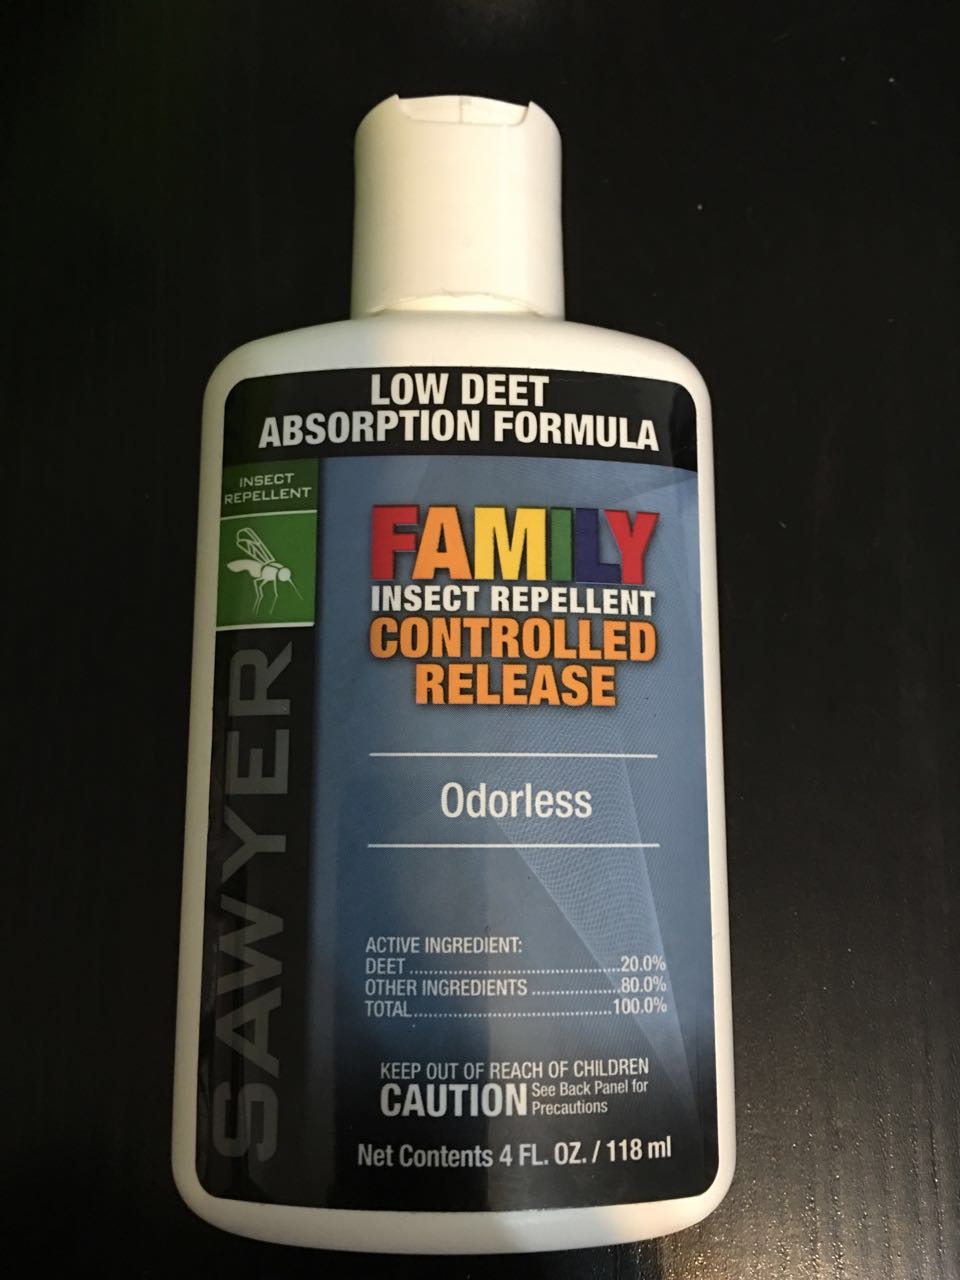 LOW DEET
ABSORPTION FORMULA
INSECT
REPELLENT
SAWYER
FAMILY
INSECT REPELLENT
CONTROLLED
RELEASE
Odorless
ACTIVE INGREDIENT:
DEET ........................................20.0%
OTHER INGREDIENTS .................80.0%
TOTAL......................................100.0%
KEEP OUT OF REACH OF CHILDREN
CAUTION See Back Panel for
Precautions
Net Contents 4 FL. OZ. / 118 ml